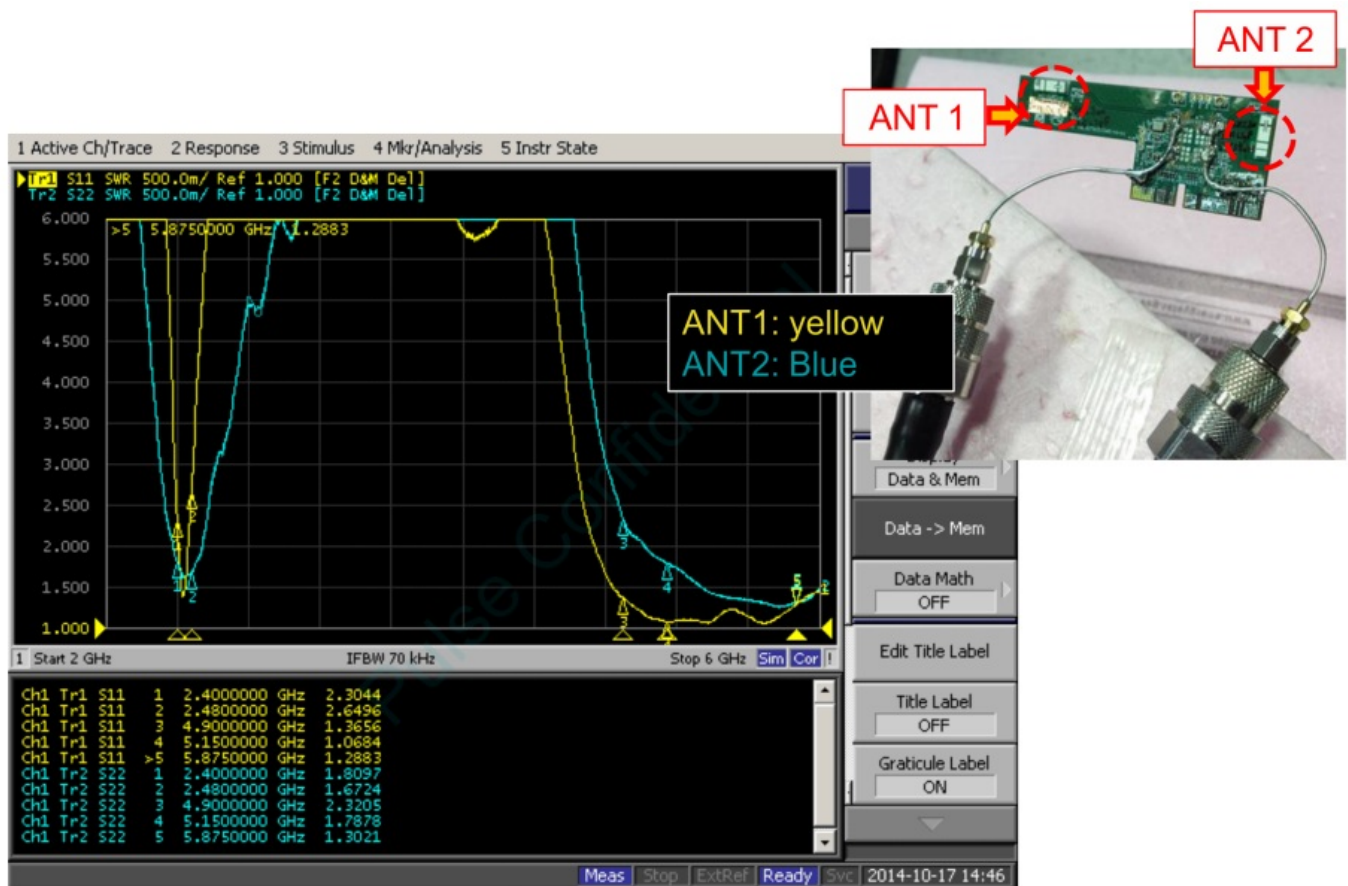 ANT 2
ANT 1
1 Active Ch/Trace 2 Response 3 Stimulus 4 Mkr/Analysis 5 Instr State
Tr1 S11 SWR 500.0m/ Ref 1.000 [F2 D&M Del]
Tr2 S22 SWR 500.0m/ Ref 1.000 [F2 D&M Del]
6.000
>5 5.8750000 GHz 1.2883
5.500
5.000
4.500
4.000
3.500
3.000
2.500
2.000
1.500
1.000
ANT1: yellow
ANT2: Blue
Pulse Confidential
1 Start 2 GHz IFBW 70 kHz Stop 6 GHz Sim Cor !
Ch1 Tr1 S11 1 2.4000000 GHz 2.3044
Ch1 Tr1 S11 2 2.4800000 GHz 2.6496
Ch1 Tr1 S11 3 4.9000000 GHz 1.3656
Ch1 Tr1 S11 4 5.1500000 GHz 1.0684
Ch1 Tr1 S11 >5 5.8750000 GHz 1.2883
Ch1 Tr2 S22 1 2.4000000 GHz 1.8097
Ch1 Tr2 S22 2 2.4800000 GHz 1.6724
Ch1 Tr2 S22 3 4.9000000 GHz 2.3205
Ch1 Tr2 S22 4 5.1500000 GHz 1.7878
Ch1 Tr2 S22 5 5.8750000 GHz 1.3021
Display
Data & Mem
Data -> Mem
Data Math
OFF
Edit Title Label
Title Label
OFF
Graticule Label
ON
Meas Stop ExtRef Ready Svc 2014-10-17 14:46